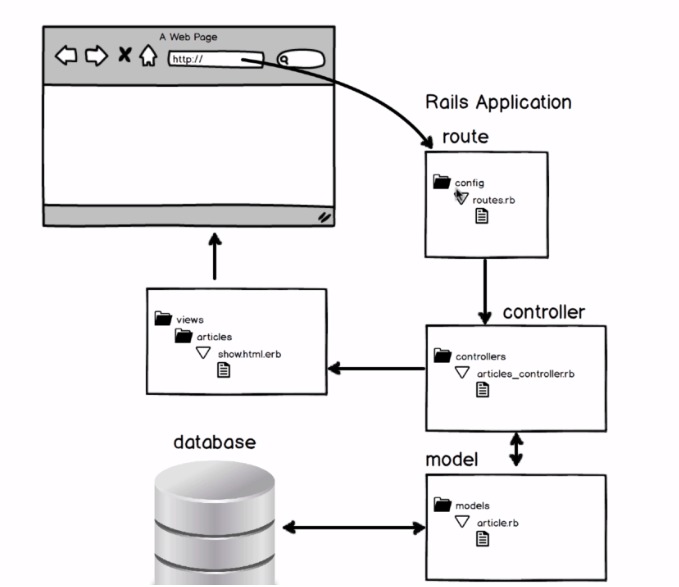 A Web Page
http://
Rails Application
route
config
routes.rb
controller
controllers
articles_controller.rb
views
articles
show.html.erb
database
model
models
article.rb